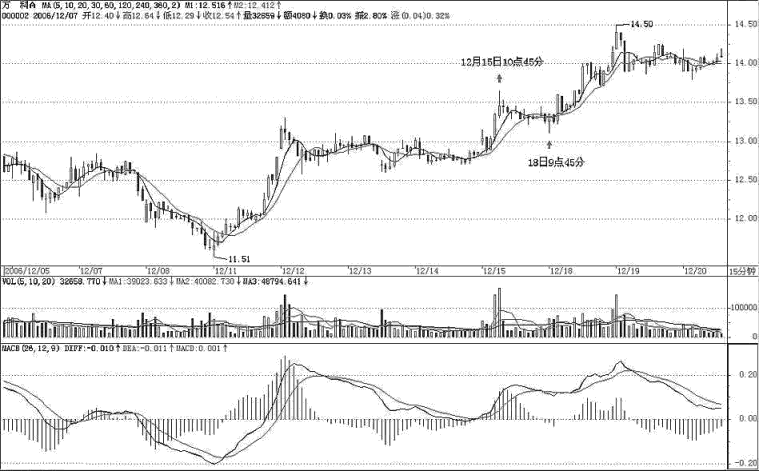 万 科A MA(5,10,20,30,60,120,240,360,2) M1:12.516↑M2:12.412↑
000002 2006/12/07 开12.40↓高12.64↓低12.29↓收12.54↑量32659↓额4080↓换0.03% 振2.80% 涨(0.04)0.32%
14.50
14.50
12月15日10点45分
14.00
13.50
18日9点45分
13.00
12.50
12.00
11.51
2006/12/05 12/07 12/08 12/11 12/12 12/13 12/14 12/15 12/18 12/19 12/20 15分钟
VOL(5,10,20) 32658.770↓MA1:39023.633↓MA2:40082.730↓MA3:48794.641↓
100000
0
MACD(26,12,9) DIFF:-0.010↑DEA:-0.011↑MACD:0.001↑
0.20
0.00
-0.20